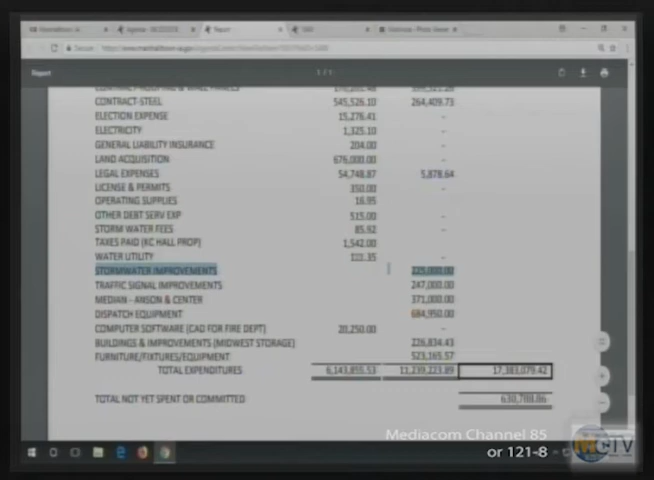 Report
1 / 1
CONTRACT-STEEL 545,526.10 264,409.73
ELECTION EXPENSE 15,276.41 -
ELECTRICITY 1,325.10 -
GENERAL LIABILITY INSURANCE 204.00 -
LAND ACQUISITION 676,000.00 -
LEGAL EXPENSES 54,748.87 5,878.64
LICENSE & PERMITS 350.00 -
OPERATING SUPPLIES 16.95 -
OTHER DEBT SERV EXP 515.00 -
STORM WATER FEES 85.92 -
TAXES PAID (KC HALL PROP) 1,542.00 -
WATER UTILITY 111.35 -
STORMWATER IMPROVEMENTS 225,000.00
TRAFFIC SIGNAL IMPROVEMENTS 247,000.00
MEDIAN - ANSON & CENTER 371,000.00
DISPATCH EQUIPMENT 684,950.00
COMPUTER SOFTWARE (CAD FOR FIRE DEPT) 20,250.00 -
BUILDINGS & IMPROVEMENTS (MIDWEST STORAGE) 226,834.43
FURNITURE/FIXTURES/EQUIPMENT 523,165.57
TOTAL EXPENDITURES 6,143,855.53 11,239,223.89 17,383,079.42
TOTAL NOT YET SPENT OR COMMITTED 630,788.86
Mediacom Channel 85
or 121-8